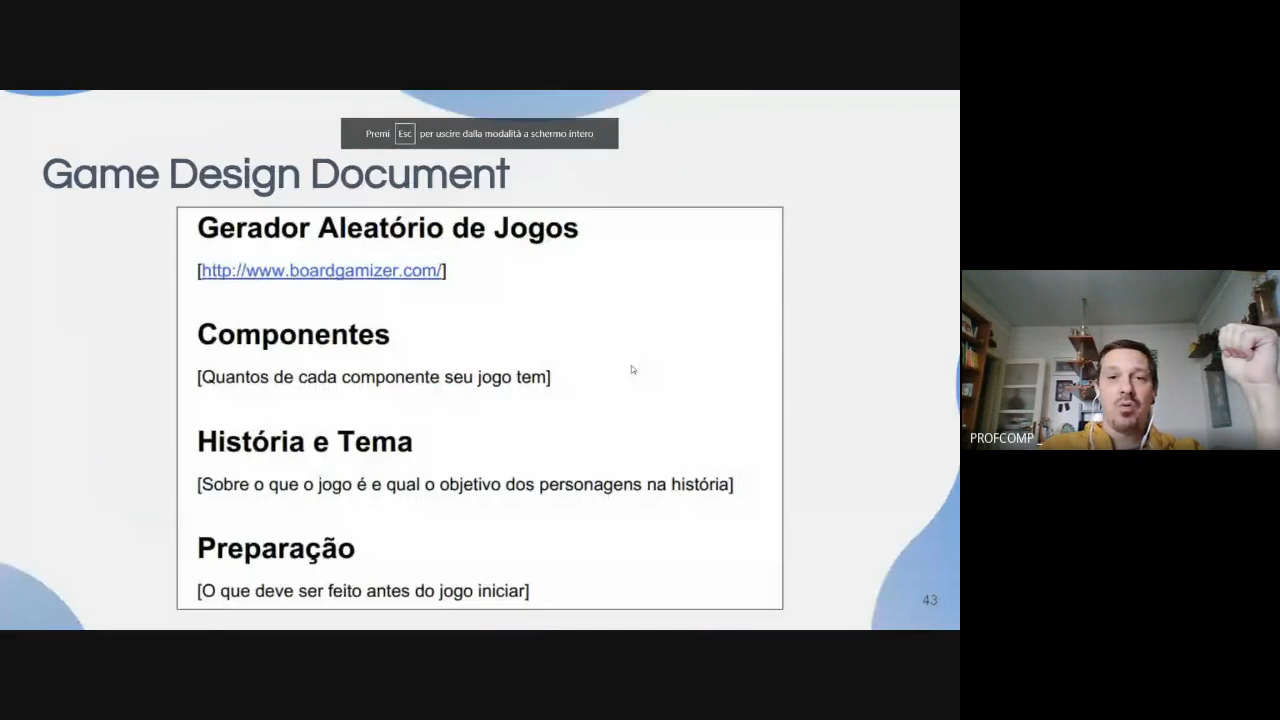 Premi Esc per uscire dalla modalità a schermo intero
Game Design Document
Gerador Aleatório de Jogos
[http://www.boardgamizer.com/]
Componentes
[Quantos de cada componente seu jogo tem]
História e Tema
[Sobre o que o jogo é e qual o objetivo dos personagens na história]
Preparação
[O que deve ser feito antes do jogo iniciar]
43
PROFCOMP _